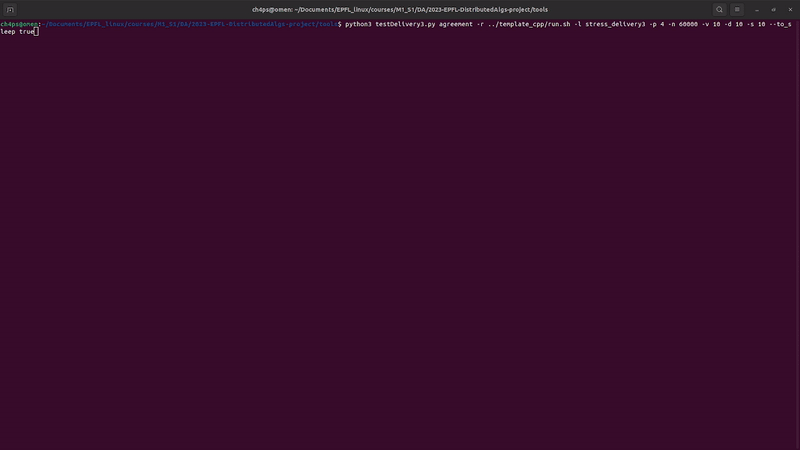 ch4ps@omen: ~/Documents/EPFL_linux/courses/M1_S1/DA/2023-EPFL-DistributedAlgs-project/tools
ch4ps@omen:~/Documents/EPFL_linux/courses/M1_S1/DA/2023-EPFL-DistributedAlgs-project/tools$ python3 testDelivery3.py agreement -r ../template_cpp/run.sh -l stress_delivery3 -p 4 -n 60000 -v 10 -d 10 -s 10 --to_s
leep true